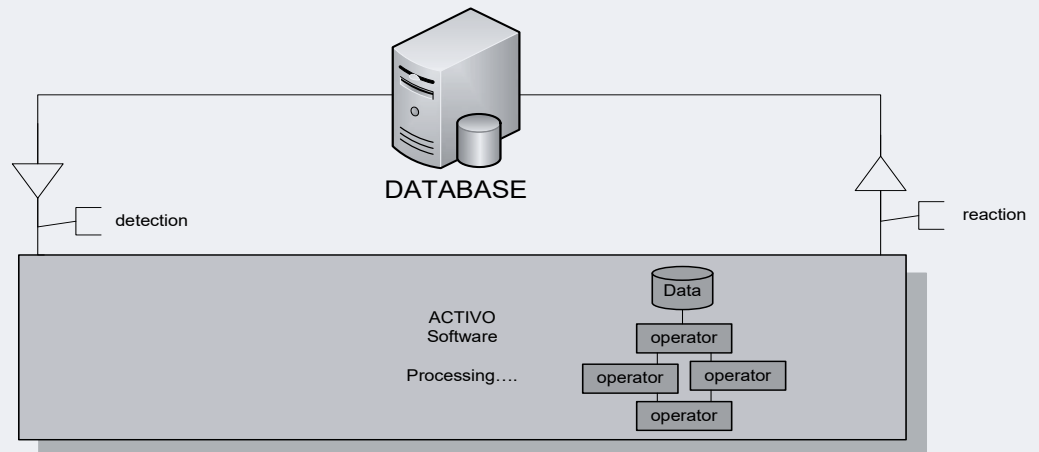 DATABASE
detection
reaction
ACTIVO
Software
Processing….
Data
operator
operator
operator
operator